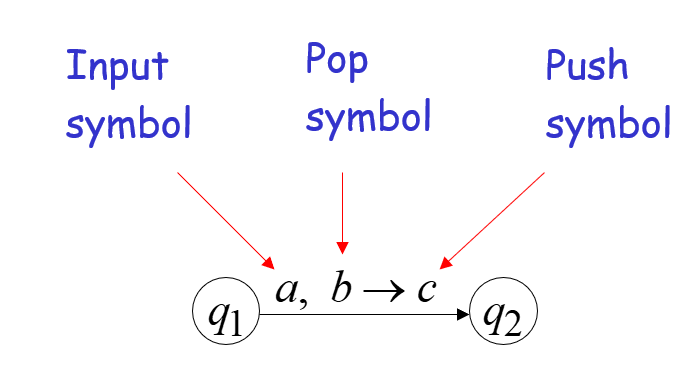 Input
symbol
Pop
symbol
Push
symbol
a, b → c
q1
q2